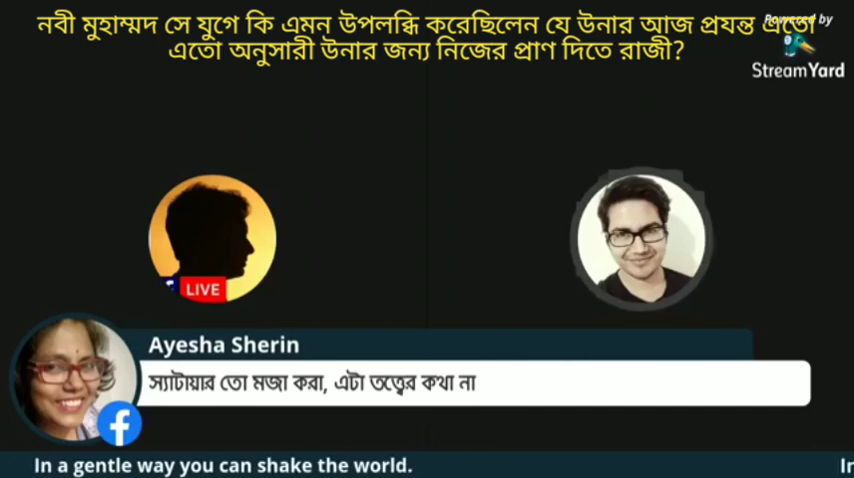 নবী মুহাম্মদ সে যুগে কি এমন উপলব্ধি করেছিলেন যে উনার আজ প্রযন্ত এতো
এতো অনুসারী উনার জন্য নিজের প্রাণ দিতে রাজী?
Powered by
StreamYard
LIVE
Ayesha Sherin
স্যাটায়ার তো মজা করা, এটা তত্ত্বের কথা না
In a gentle way you can shake the world.
In